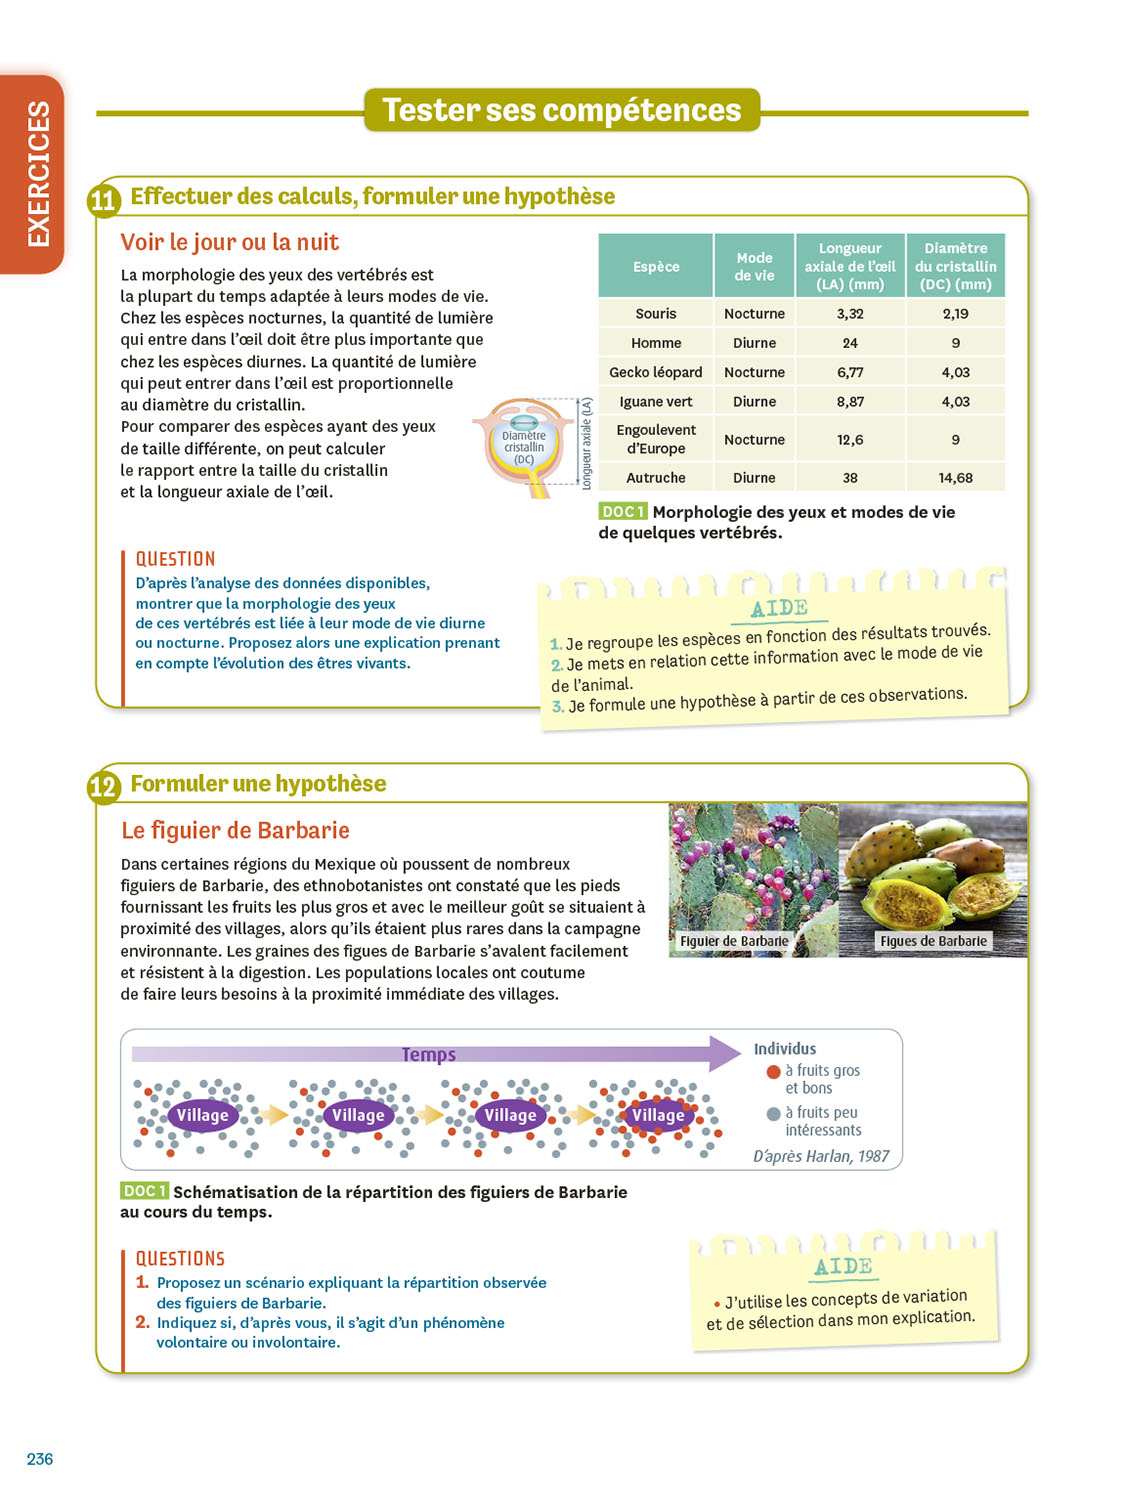 EXERCICES
Tester ses compétences
11 Effectuer des calculs, formuler une hypothèse
Voir le jour ou la nuit
La morphologie des yeux des vertébrés est
la plupart du temps adaptée à leurs modes de vie.
Chez les espèces nocturnes, la quantité de lumière
qui entre dans l'œil doit être plus importante que
chez les espèces diurnes. La quantité de lumière
qui peut entrer dans l'œil est proportionnelle
au diamètre du cristallin.
Pour comparer des espèces ayant des yeux
de taille différente, on peut calculer
le rapport entre la taille du cristallin
et la longueur axiale de l'œil.
Diamètre
cristallin
(DC)
Longueur axiale (LA)
Espèce
Mode
de vie
Longueur
axiale de l'œil
(LA) (mm)
Diamètre
du cristallin
(DC) (mm)
Souris Nocturne 3,32 2,19
Homme Diurne 24 9
Gecko léopard Nocturne 6,77 4,03
Iguane vert Diurne 8,87 4,03
Engoulevent
d'Europe Nocturne 12,6 9
Autruche Diurne 38 14,68
DOC 1 Morphologie des yeux et modes de vie
de quelques vertébrés.
QUESTION
D'après l'analyse des données disponibles,
montrer que la morphologie des yeux
de ces vertébrés est liée à leur mode de vie diurne
ou nocturne. Proposez alors une explication prenant
en compte l'évolution des êtres vivants.
AIDE
1. Je regroupe les espèces en fonction des résultats trouvés.
2. Je mets en relation cette information avec le mode de vie
de l'animal.
3. Je formule une hypothèse à partir de ces observations.
12 Formuler une hypothèse
Le figuier de Barbarie
Dans certaines régions du Mexique où poussent de nombreux
figuiers de Barbarie, des ethnobotanistes ont constaté que les pieds
fournissant les fruits les plus gros et avec le meilleur goût se situaient à
proximité des villages, alors qu'ils étaient plus rares dans la campagne
environnante. Les graines des figues de Barbarie s'avalent facilement
et résistent à la digestion. Les populations locales ont coutume
de faire leurs besoins à la proximité immédiate des villages.
Figuier de Barbarie
Figues de Barbarie
Temps
Village
Village
Village
Village
Individus
à fruits gros
et bons
à fruits peu
intéressants
D'après Harlan, 1987
DOC 1 Schématisation de la répartition des figuiers de Barbarie
au cours du temps.
QUESTIONS
1. Proposez un scénario expliquant la répartition observée
des figuiers de Barbarie.
2. Indiquez si, d'après vous, il s'agit d'un phénomène
volontaire ou involontaire.
AIDE
• J'utilise les concepts de variation
et de sélection dans mon explication.
236